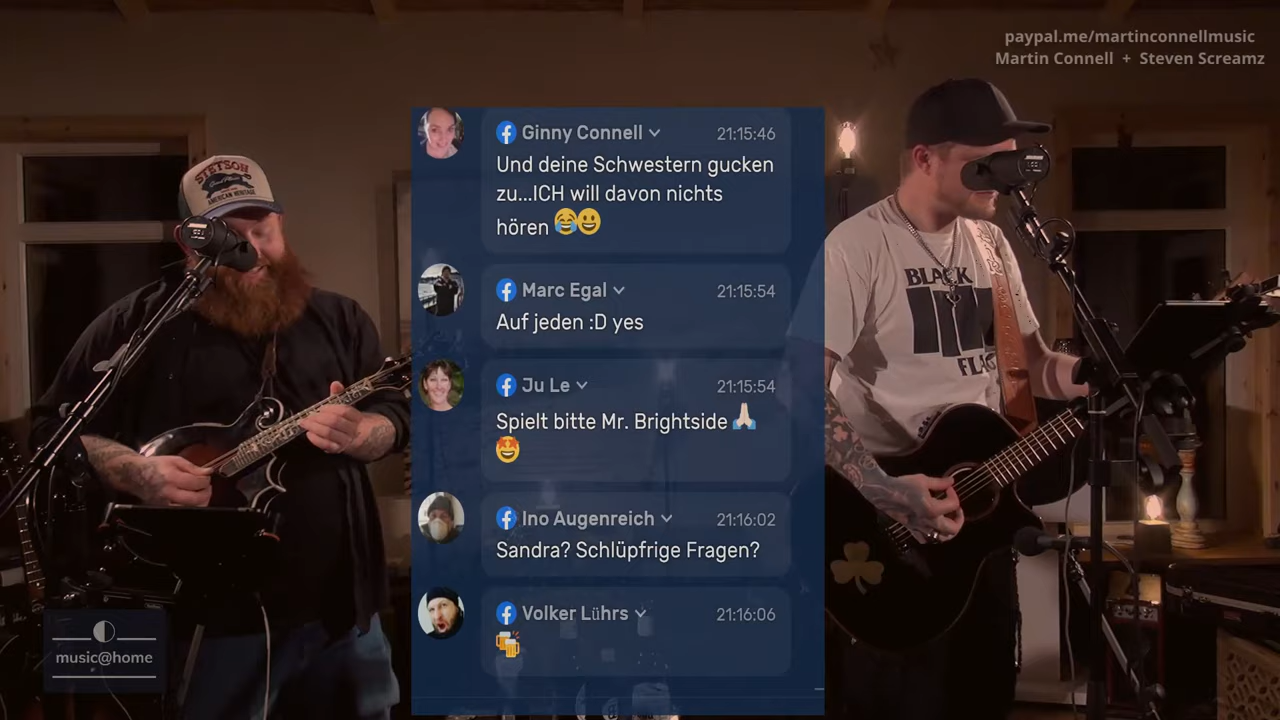 paypal.me/martinconnellmusic
Martin Connell + Steven Screamz
Ginny Connell 21:15:46
Und deine Schwestern gucken
zu...ICH will davon nichts
hören 😂😃
Marc Egal 21:15:54
Auf jeden :D yes
Ju Le 21:15:54
Spielt bitte Mr. Brightside 🙏
🤩
Ino Augenreich 21:16:02
Sandra? Schlüpfrige Fragen?
Volker Lührs 21:16:06
🍻
STETSON
AMERICAN HERITAGE
BLACK
FLAG
music@home